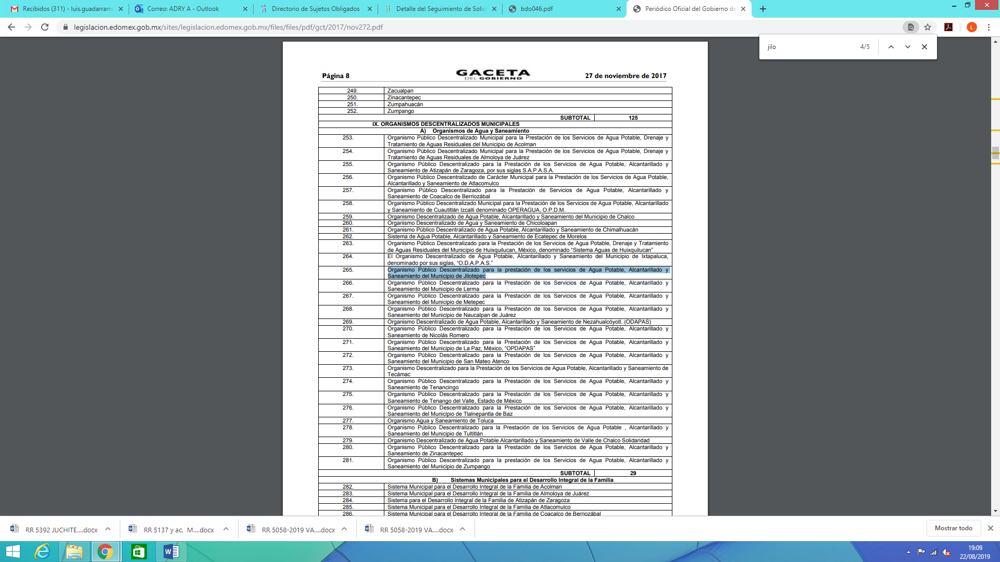 Recibidos (311) - luis.guadarrama
Correo: ADRY A - Outlook
Directorio de Sujetos Obligados
Detalle del Seguimiento de Solici
bdo046.pdf
Periódico Oficial del Gobierno de
legislacion.edomex.gob.mx/sites/legislacion.edomex.gob.mx/files/files/pdf/gct/2017/nov272.pdf
L
jilo 4/5
Página 8 GACETA DEL GOBIERNO 27 de noviembre de 2017
249. Zacualpan
250. Zinacantepec
251. Zumpahuacán
252. Zumpango
SUBTOTAL 125
IX. ORGANISMOS DESCENTRALIZADOS MUNICIPALES
A) Organismos de Agua y Saneamiento
253. Organismo Público Descentralizado Municipal para la Prestación de los Servicios de Agua Potable, Drenaje y
Tratamiento de Aguas Residuales del Municipio de Acolman
254. Organismo Público Descentralizado Municipal para la Prestación de los Servicios de Agua Potable, Drenaje y
Tratamiento de Aguas Residuales de Almoloya de Juárez
255. Organismo Público Descentralizado para la Prestación de los Servicios de Agua Potable, Alcantarillado y
Saneamiento de Atizapán de Zaragoza, por sus siglas S.A.P.A.S.A.
256. Organismo Público Descentralizado de Carácter Municipal para la Prestación de los Servicios de Agua Potable,
Alcantarillado y Saneamiento de Atlacomulco
257. Organismo Público Descentralizado para la Prestación de Servicios de Agua Potable, Alcantarillado y
Saneamiento de Coacalco de Berriozábal
258. Organismo Público Descentralizado Municipal para la Prestación de los Servicios de Agua Potable, Alcantarillado
y Saneamiento de Cuautitlán Izcalli denominado OPERAGUA, O.P.D.M.
259. Organismo Descentralizado de Agua Potable, Alcantarillado y Saneamiento del Municipio de Chalco
260. Organismo Descentralizado de Agua y Saneamiento de Chicoloapan
261. Organismo Público Descentralizado de Agua Potable, Alcantarillado y Saneamiento de Chimalhuacán
262. Sistema de Agua Potable, Alcantarillado y Saneamiento de Ecatepec de Morelos
263. Organismo Público Descentralizado para la Prestación de los Servicios de Agua Potable, Drenaje y Tratamiento
de Aguas Residuales del Municipio de Huixquilucan, México, denominado “Sistema Aguas de Huixquilucan”
264. El Organismo Descentralizado de Agua Potable, Alcantarillado y Saneamiento del Municipio de Ixtapaluca,
denominado por sus siglas, “O.D.A.P.A.S.”
265. Organismo Público Descentralizado para la prestación de los servicios de Agua Potable, Alcantarillado y
Saneamiento del Municipio de Jilotepec
266. Organismo Público Descentralizado para la Prestación de los Servicios de Agua Potable, Alcantarillado y
Saneamiento del Municipio de Lerma
267. Organismo Público Descentralizado para la Prestación de los Servicios de Agua Potable, Alcantarillado y
Saneamiento del Municipio de Metepec
268. Organismo Público Descentralizado para la Prestación de los Servicios de Agua Potable, Alcantarillado y
Saneamiento del Municipio de Naucalpan de Juárez
269. Organismo Descentralizado de Agua Potable, Alcantarillado y Saneamiento de Nezahualcóyotl. (ODAPAS)
270. Organismo Público Descentralizado para la Prestación de los Servicios de Agua Potable, Alcantarillado y
Saneamiento de Nicolás Romero
271. Organismo Público Descentralizado para la Prestación de los Servicios de Agua Potable, Alcantarillado y
Saneamiento del Municipio de La Paz, México, “OPDAPAS”
272. Organismo Público Descentralizado para la Prestación de los Servicios de Agua Potable, Alcantarillado y
Saneamiento del Municipio de San Mateo Atenco
273. Organismo Descentralizado para la Prestación de los Servicios de Agua Potable, Alcantarillado y Saneamiento de
Tecámac
274. Organismo Público Descentralizado para la Prestación de los Servicios de Agua Potable, Alcantarillado y
Saneamiento de Tenancingo
275. Organismo Público Descentralizado para la Prestación de los Servicios de Agua Potable, Alcantarillado y
Saneamiento de Tenango del Valle, Estado de México
276. Organismo Público Descentralizado para la Prestación de los Servicios de Agua Potable, Alcantarillado y
Saneamiento del Municipio de Tlalnepantla de Baz
277. Organismo Agua y Saneamiento de Toluca
278. Organismo Público Descentralizado para la Prestación de los Servicios de Agua Potable , Alcantarillado y
Saneamiento del Municipio de Tultitlán
279. Organismo Descentralizado de Agua Potable Alcantarillado y Saneamiento de Valle de Chalco Solidaridad
280. Organismo Público Descentralizado para la Prestación de los Servicios de Agua Potable, Alcantarillado y
Saneamiento de Zinacantepec
281. Organismo Público Descentralizado para la prestación de los Servicios de Agua Potable, Alcantarillado y
Saneamiento del Municipio de Zumpango
SUBTOTAL 29
B) Sistemas Municipales para el Desarrollo Integral de la Familia
282. Sistema Municipal para el Desarrollo Integral de la Familia de Acolman
283. Sistema Municipal para el Desarrollo Integral de la Familia de Almoloya de Juárez
284. Sistema para el Desarrollo Integral de la Familia de Atizapán de Zaragoza
285. Sistema Municipal para el Desarrollo Integral de la Familia de Atlacomulco
286. Sistema Municipal para el Desarrollo Integral de la Familia de Coacalco de Berriozábal
RR 5392 JUCHITE....docx
RR 5137 y ac. M....docx
RR 5058-2019 VA....docx
RR 5058-2019 VA....docx
Mostrar todo
19:09
22/08/2019